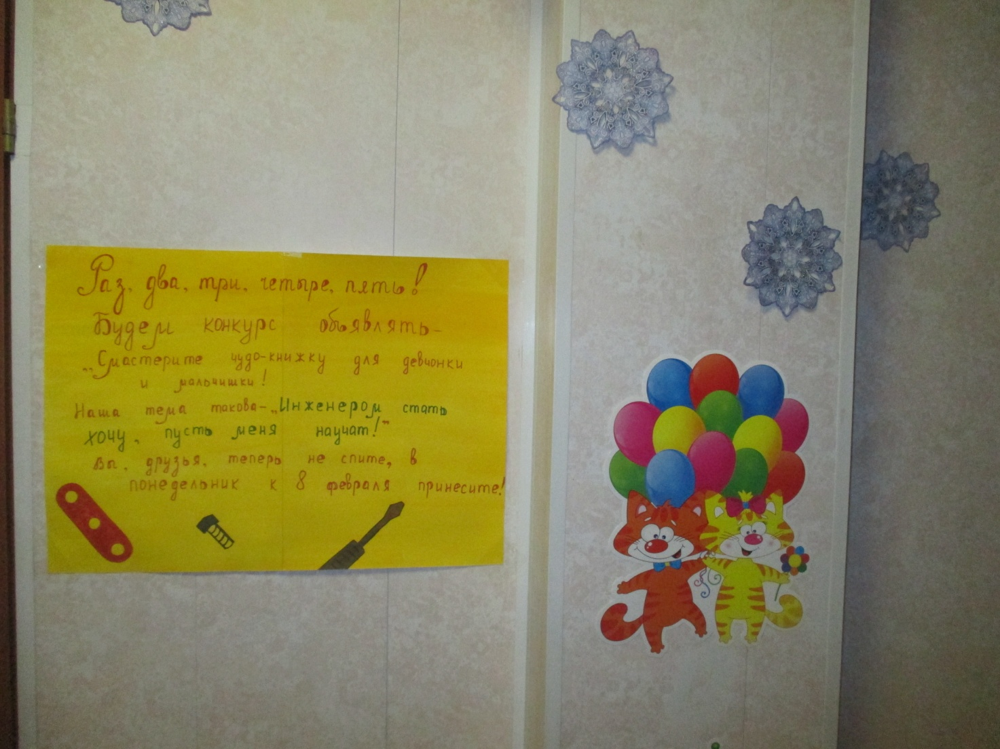 Раз, два, три, четыре, пять!
Будем конкурс объявлять-
„Смастерите чудо-книжку для девчонки
и мальчишки!
Наша тема такова-„Инженером стать
хочу, пусть меня научат!"
Вы, друзья, теперь не спите, в
понедельник к 8 февраля принесите!